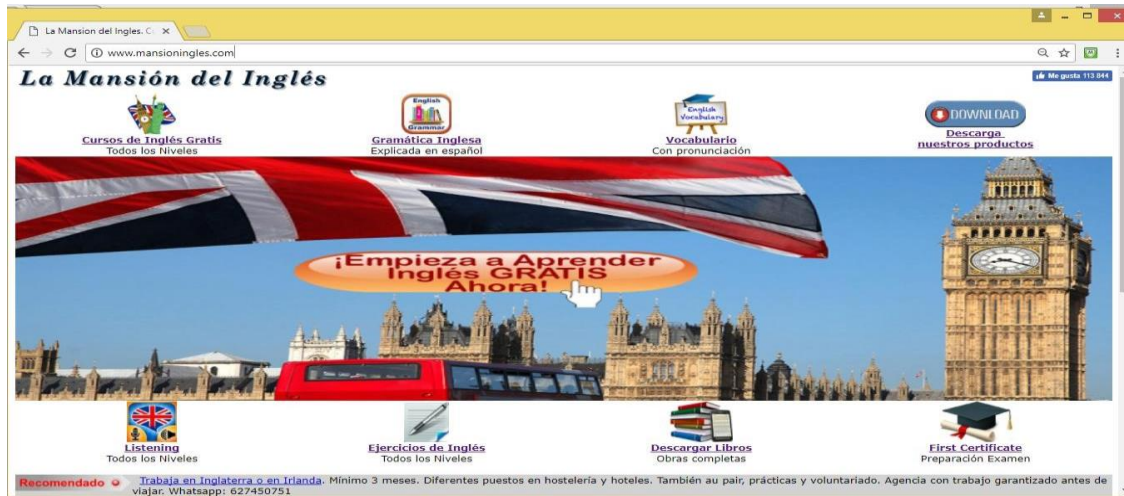 La Mansion del Ingles. C
www.mansioningles.com
La Mansión del Inglés
Me gusta 113 844
English
Grammar
English
Vocabulary
DOWNLOAD
Cursos de Inglés Gratis
Todos los Niveles
Gramática Inglesa
Explicada en español
Vocabulario
Con pronunciación
Descarga
nuestros productos
¡Empieza a Aprender
Inglés GRATIS
Ahora!
Listening
Todos los Niveles
Ejercicios de Inglés
Todos los Niveles
Descargar Libros
Obras completas
First Certificate
Preparación Examen
Recomendado
Trabaja en Inglaterra o en Irlanda. Mínimo 3 meses. Diferentes puestos en hostelería y hoteles. También au pair, prácticas y voluntariado. Agencia con trabajo garantizado antes de
viajar. Whatsapp: 627450751